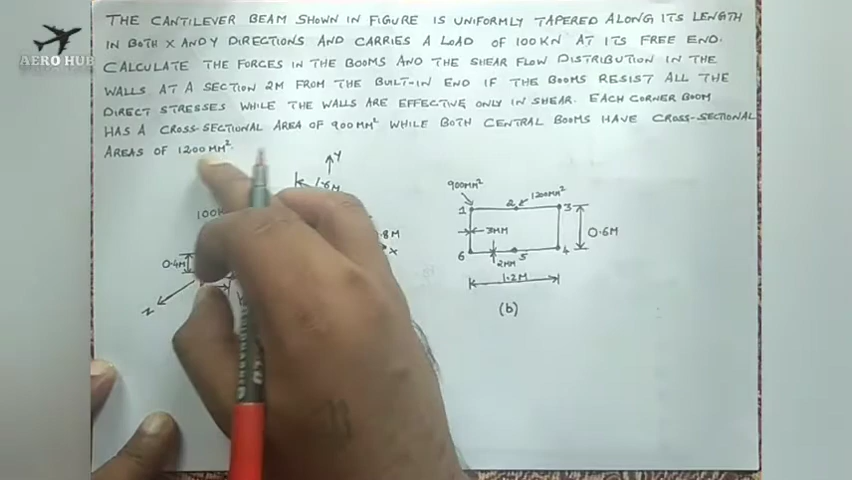 THE CANTILEVER BEAM SHOWN IN FIGURE IS UNIFORMLY TAPERED ALONG ITS LENGTH
IN BOTH X AND Y DIRECTIONS AND CARRIES A LOAD OF 100KN AT ITS FREE END.
AERO HUB
CALCULATE THE FORCES IN THE BOOMS AND THE SHEAR FLOW DISTRIBUTION IN THE
WALLS AT A SECTION 2M FROM THE BUILT-IN END IF THE BOOMS RESIST ALL THE
DIRECT STRESSES WHILE THE WALLS ARE EFFECTIVE ONLY IN SHEAR. EACH CORNER BOOM
HAS A CROSS-SECTIONAL AREA OF 900 MM² WHILE BOTH CENTRAL BOOMS HAVE CROSS-SECTIONAL
AREAS OF 1200 MM².
Y
1.6M
X
0.4M
Z
900MM²
1200MM²
1 2 3
3MM
0.6M
6 5 4
2MM
1.2M
(b)